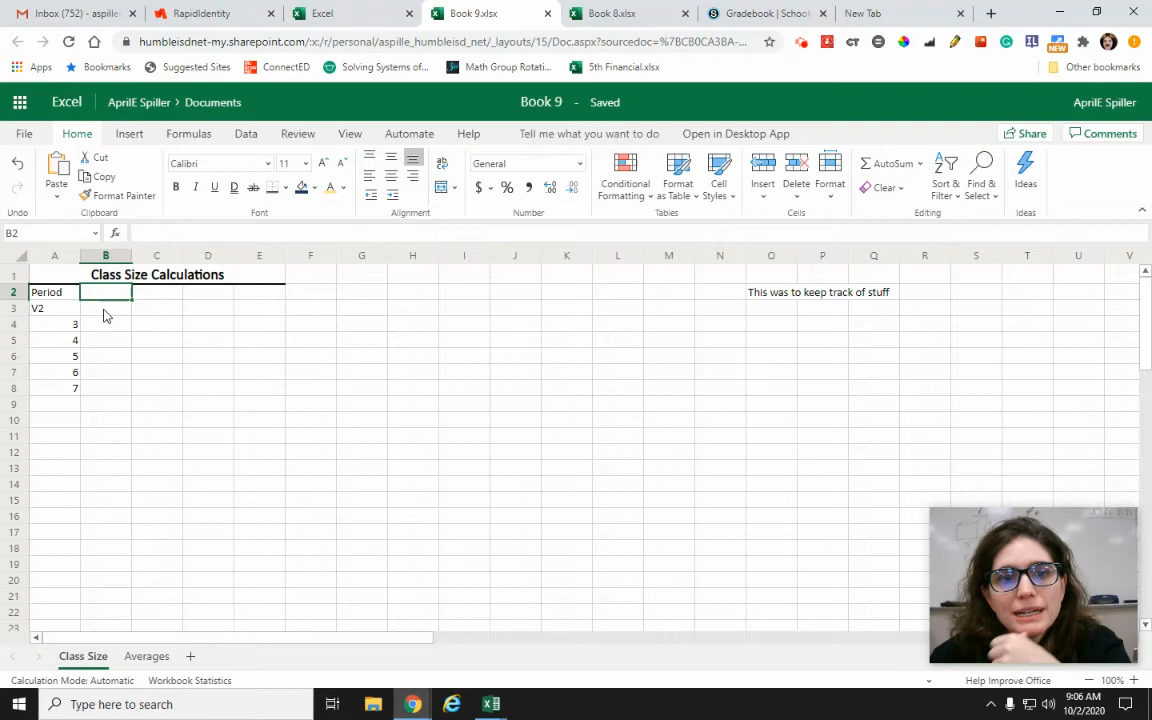 Inbox (752) - aspille
RapidIdentity
Excel
Book 9.xlsx
Book 8.xlsx
Gradebook | School
New Tab
humbleisdnet-my.sharepoint.com/:x:/r/personal/aspille_humbleisd_net/_layouts/15/Doc.aspx?sourcedoc=%7BCB0CA3BA-...
Apps
Bookmarks
Suggested Sites
ConnectED
Solving Systems of...
Math Group Rotati...
5th Financial.xlsx
Other bookmarks
Excel
AprilE Spiller > Documents
Book 9 - Saved
AprilE Spiller
File Home Insert Formulas Data Review View Automate Help Tell me what you want to do Open in Desktop App Share Comments
Undo
Paste
Cut
Copy
Format Painter
Clipboard
Calibri 11
B I U D ab
Font
Alignment
General
$ % 9
Number
Conditional Formatting
Format as Table
Cell Styles
Tables
Insert
Delete
Format
Cells
AutoSum
Clear
Sort & Filter
Find & Select
Editing
Ideas
Ideas
B2
fx
A B C D E F G H I J K L M N O P Q R S T U V
1 Class Size Calculations
2 Period This was to keep track of stuff
3 V2
4 3
5 4
6 5
7 6
8 7
9
10
11
12
13
14
15
16
17
18
19
20
21
22
23
Class Size Averages
Calculation Mode: Automatic Workbook Statistics Help Improve Office 100%
Type here to search
9:06 AM
10/2/2020